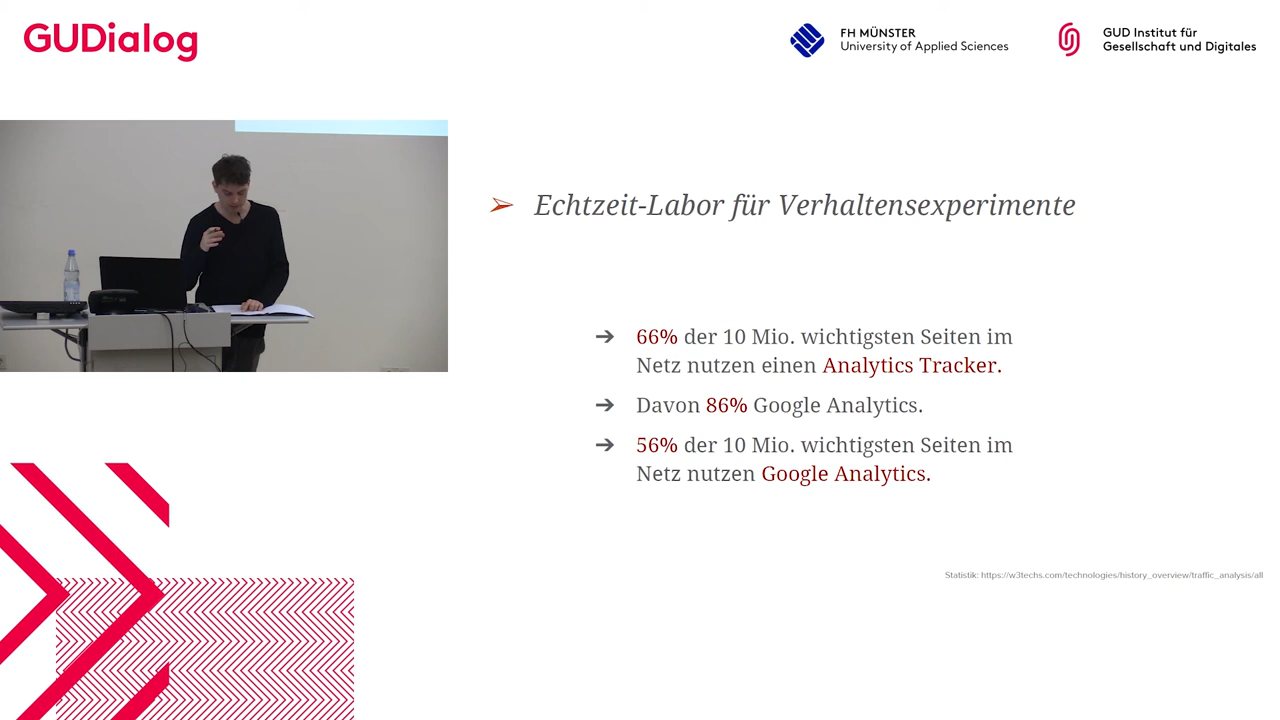 GUDialog
FH MÜNSTER
University of Applied Sciences
GUD Institut für
Gesellschaft und Digitales
➢ Echtzeit-Labor für Verhaltensexperimente
➔ 66% der 10 Mio. wichtigsten Seiten im
Netz nutzen einen Analytics Tracker.
➔ Davon 86% Google Analytics.
➔ 56% der 10 Mio. wichtigsten Seiten im
Netz nutzen Google Analytics.
Statistik: https://w3techs.com/technologies/history_overview/traffic_analysis/all